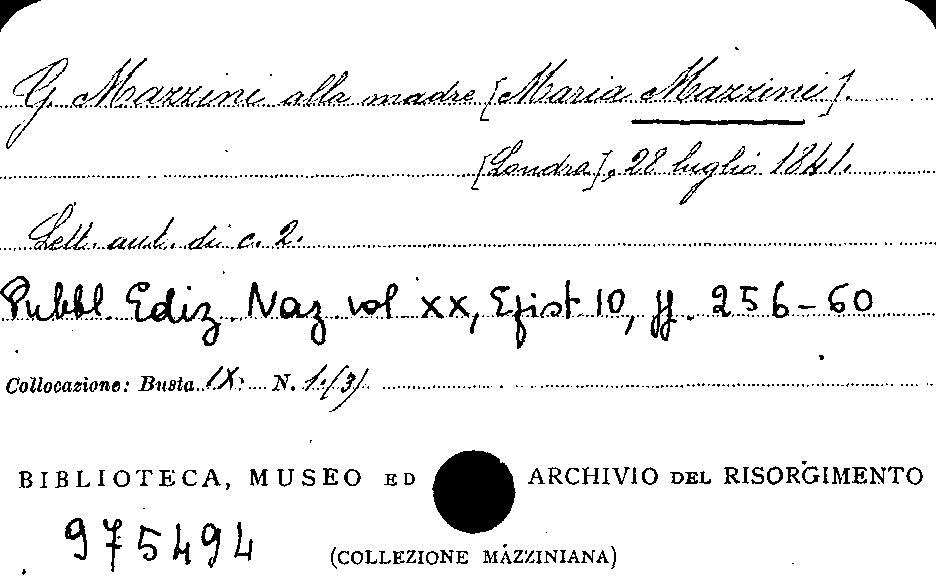 G. Mazzini alla madre [Maria Mazzini].
[Londra], 28 luglio 1841.
Lett. aut. di c. 2.
Pubbl. Ediz. Naz vol XX, Epist. 10, pp. 256-60
Collocazione: Busta IX. N. 1.(3)
BIBLIOTECA, MUSEO ED ARCHIVIO DEL RISORGIMENTO
975494
(COLLEZIONE MAZZINIANA)